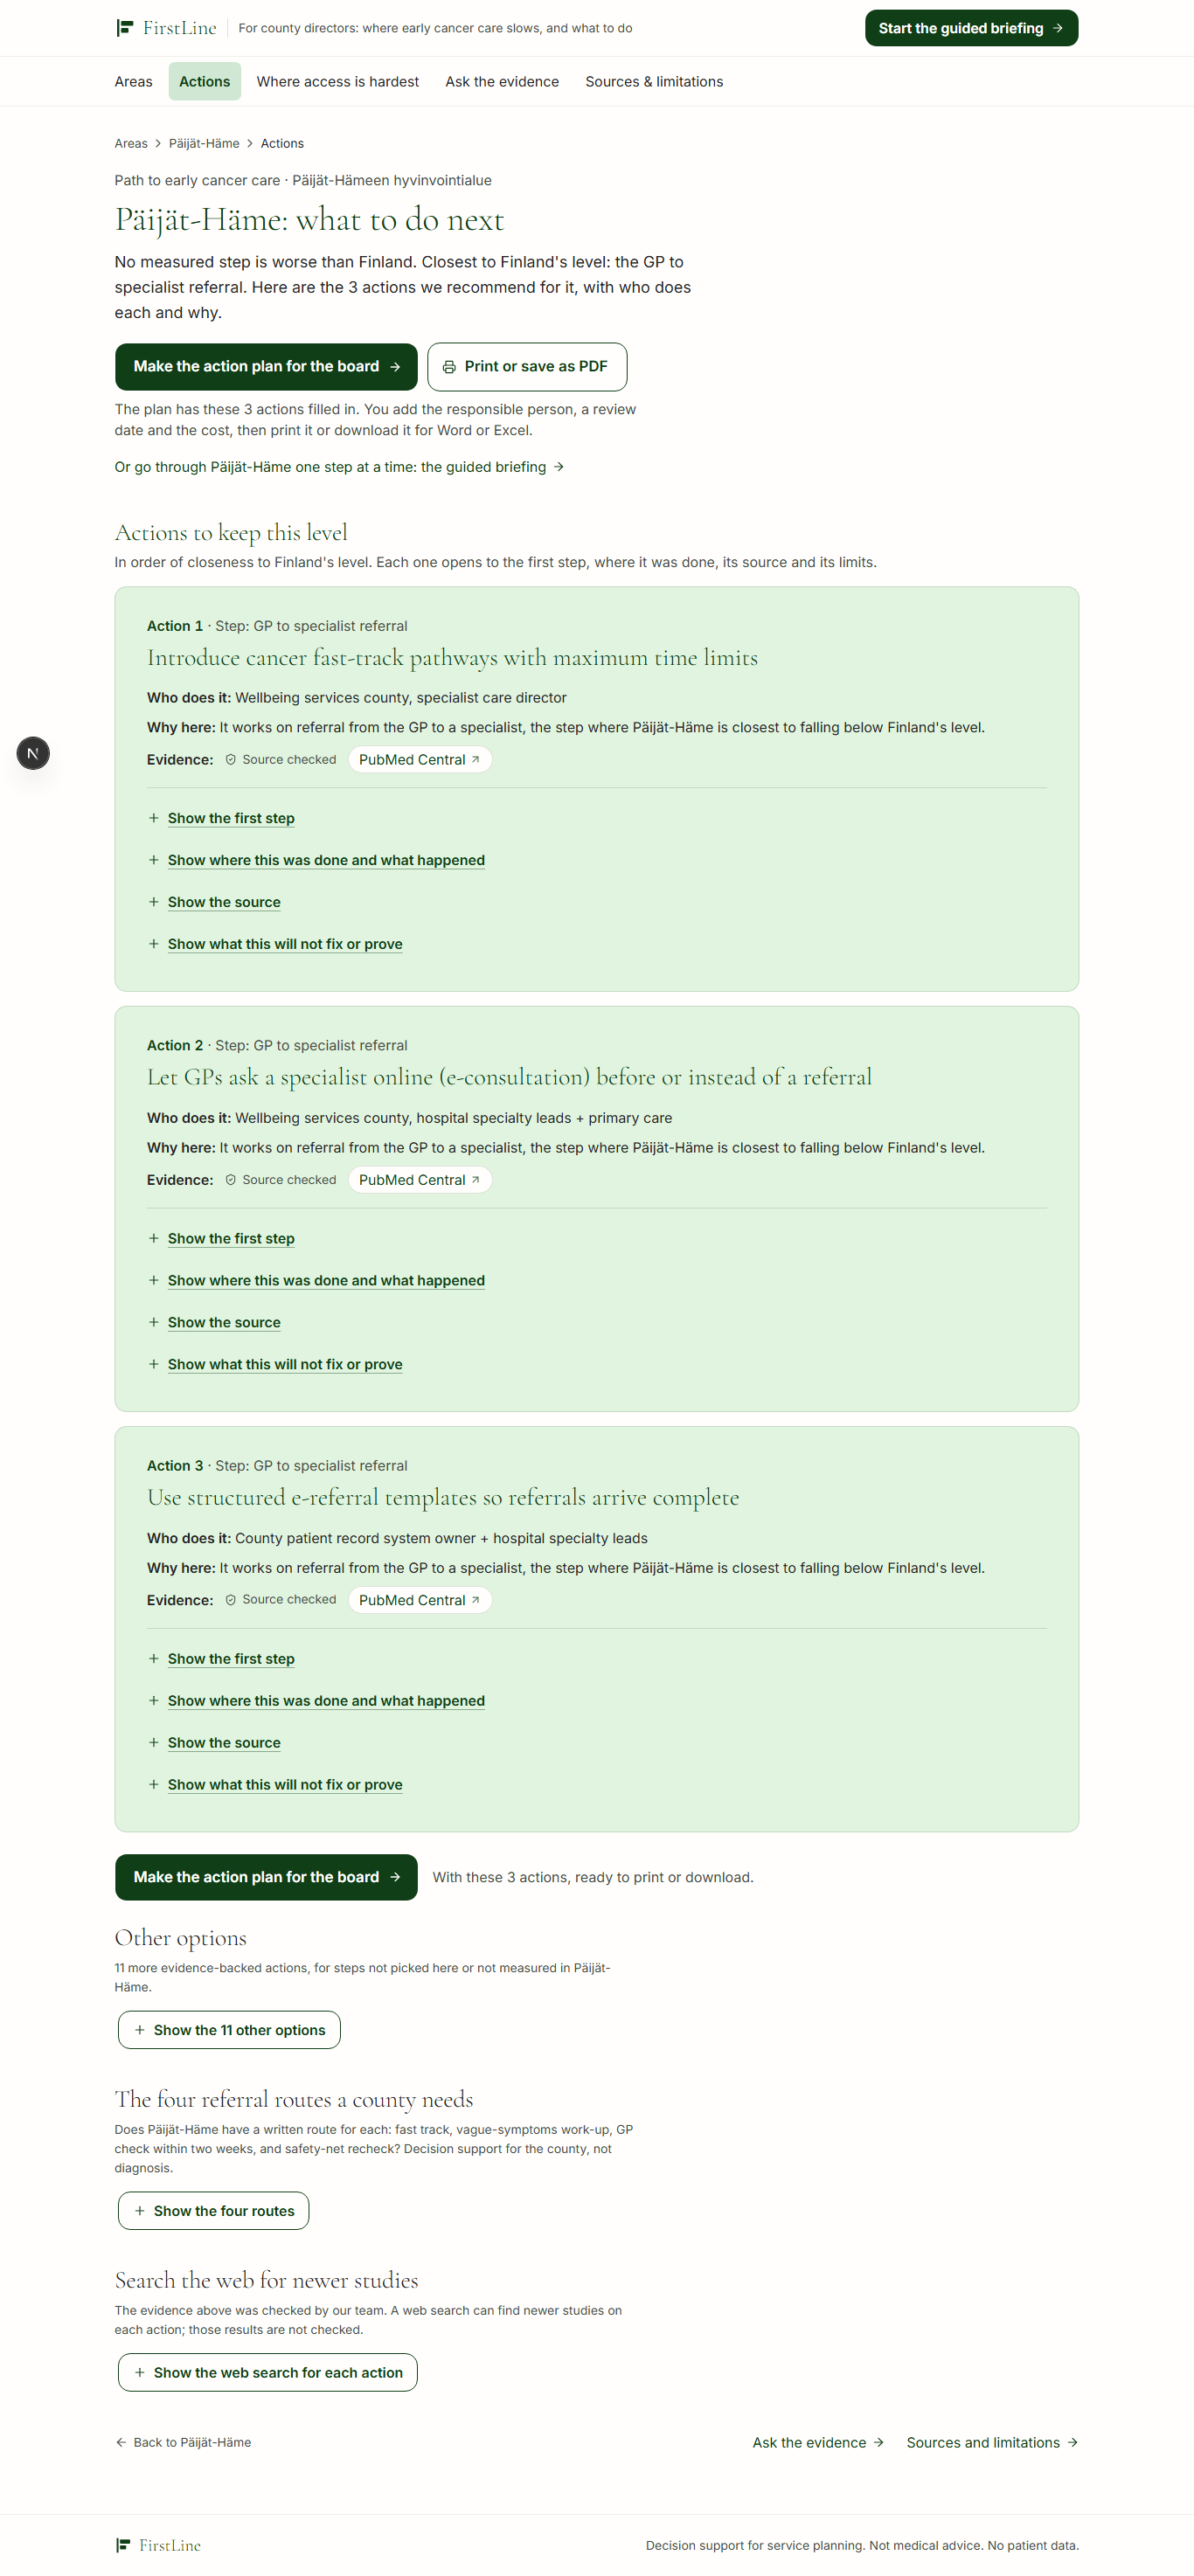 FirstLine
For county directors: where early cancer care slows, and what to do
Start the guided briefing →
Areas
Actions
Where access is hardest
Ask the evidence
Sources & limitations
Areas > Päijät-Häme > Actions
Path to early cancer care · Päijät-Hämeen hyvinvointialue
Päijät-Häme: what to do next
No measured step is worse than Finland. Closest to Finland's level: the GP to
specialist referral. Here are the 3 actions we recommend for it, with who does
each and why.
Make the action plan for the board →
Print or save as PDF
The plan has these 3 actions filled in. You add the responsible person, a review
date and the cost, then print it or download it for Word or Excel.
Or go through Päijät-Häme one step at a time: the guided briefing →
Actions to keep this level
In order of closeness to Finland's level. Each one opens to the first step, where it was done, its source and its limits.
Action 1 · Step: GP to specialist referral
Introduce cancer fast-track pathways with maximum time limits
Who does it: Wellbeing services county, specialist care director
Why here: It works on referral from the GP to a specialist, the step where Päijät-Häme is closest to falling below Finland's level.
Evidence: Source checked PubMed Central ↗
+ Show the first step
+ Show where this was done and what happened
+ Show the source
+ Show what this will not fix or prove
N
Action 2 · Step: GP to specialist referral
Let GPs ask a specialist online (e-consultation) before or instead of a referral
Who does it: Wellbeing services county, hospital specialty leads + primary care
Why here: It works on referral from the GP to a specialist, the step where Päijät-Häme is closest to falling below Finland's level.
Evidence: Source checked PubMed Central ↗
+ Show the first step
+ Show where this was done and what happened
+ Show the source
+ Show what this will not fix or prove
Action 3 · Step: GP to specialist referral
Use structured e-referral templates so referrals arrive complete
Who does it: County patient record system owner + hospital specialty leads
Why here: It works on referral from the GP to a specialist, the step where Päijät-Häme is closest to falling below Finland's level.
Evidence: Source checked PubMed Central ↗
+ Show the first step
+ Show where this was done and what happened
+ Show the source
+ Show what this will not fix or prove
Make the action plan for the board →
With these 3 actions, ready to print or download.
Other options
11 more evidence-backed actions, for steps not picked here or not measured in Päijät-
Häme.
+ Show the 11 other options
The four referral routes a county needs
Does Päijät-Häme have a written route for each: fast track, vague-symptoms work-up, GP
check within two weeks, and safety-net recheck? Decision support for the county, not
diagnosis.
+ Show the four routes
Search the web for newer studies
The evidence above was checked by our team. A web search can find newer studies on
each action; those results are not checked.
+ Show the web search for each action
← Back to Päijät-Häme
Ask the evidence →
Sources and limitations →
FirstLine
Decision support for service planning. Not medical advice. No patient data.